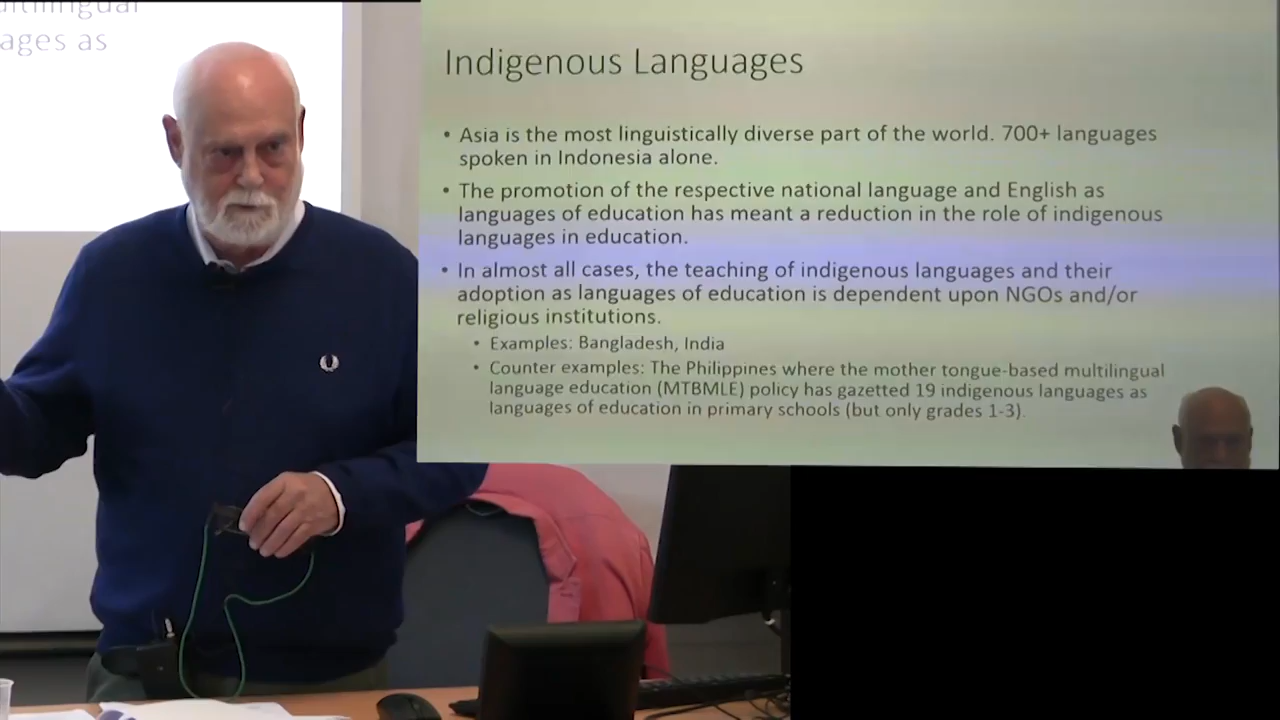 ages as
Indigenous Languages
• Asia is the most linguistically diverse part of the world. 700+ languages
spoken in Indonesia alone.
• The promotion of the respective national language and English as
languages of education has meant a reduction in the role of indigenous
languages in education.
• In almost all cases, the teaching of indigenous languages and their
adoption as languages of education is dependent upon NGOs and/or
religious institutions.
• Examples: Bangladesh, India
• Counter examples: The Philippines where the mother tongue-based multilingual
language education (MTBMLE) policy has gazetted 19 indigenous languages as
languages of education in primary schools (but only grades 1-3).